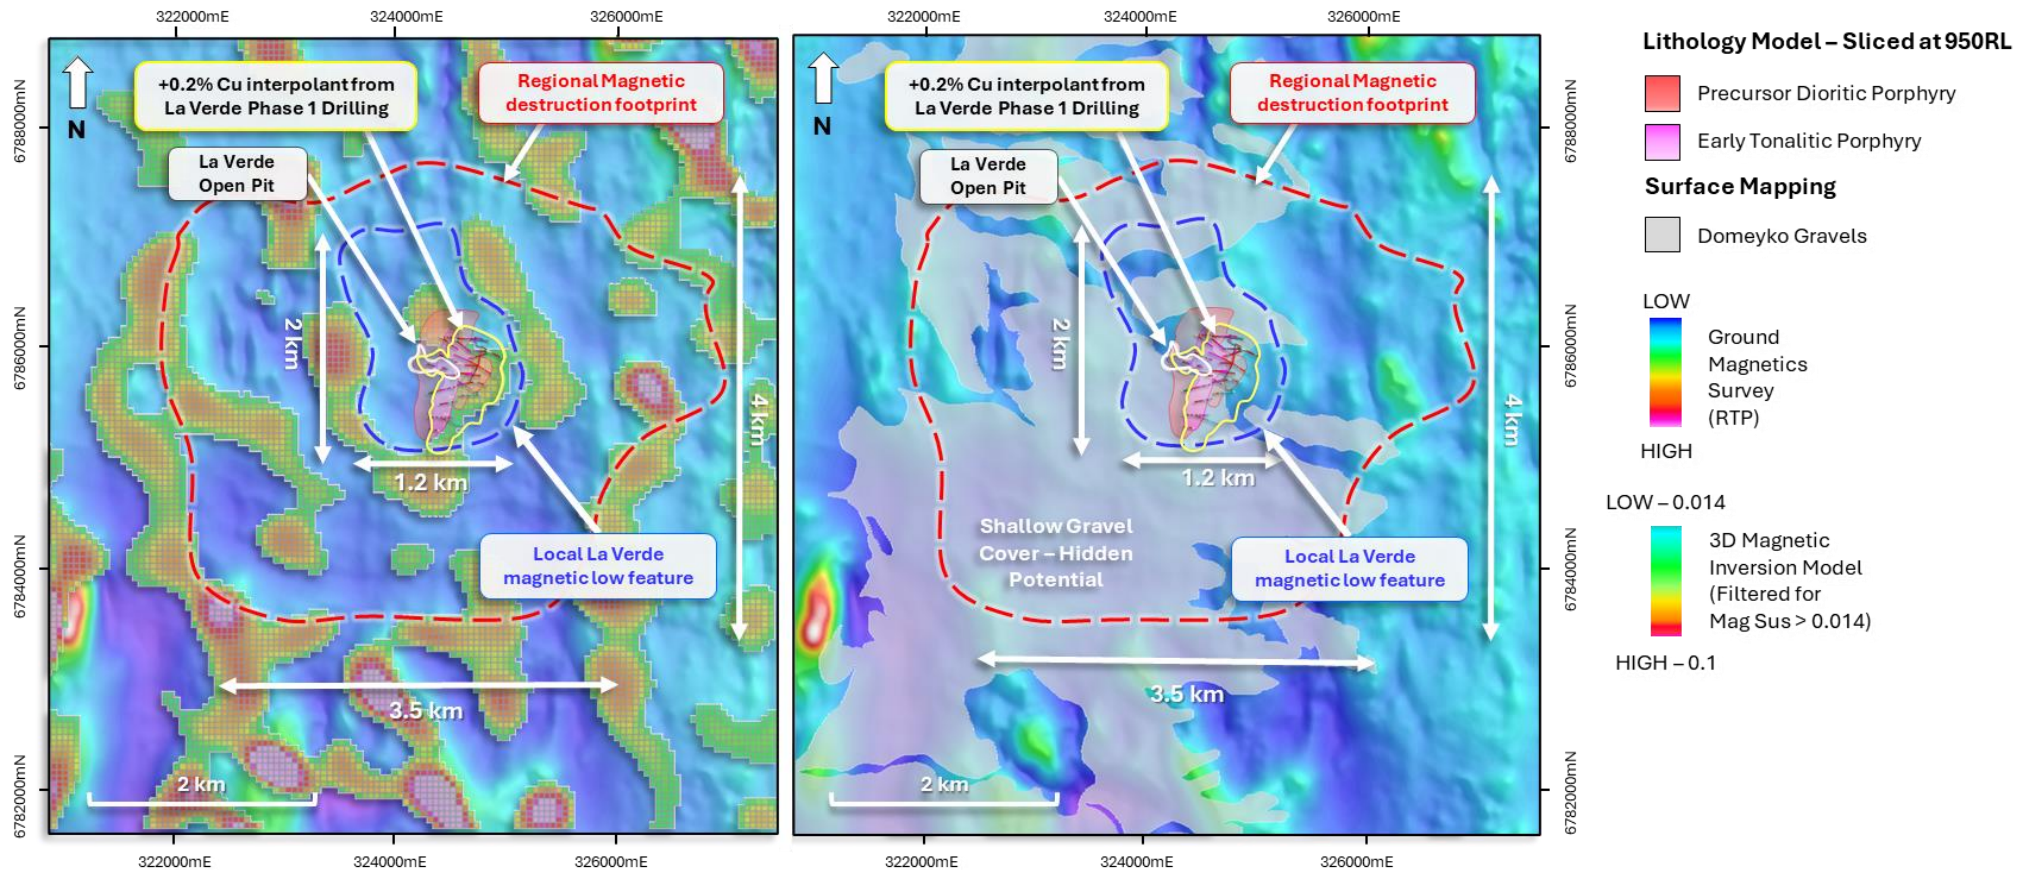 322000mE
324000mE
326000mE
322000mE
324000mE
326000mE
Lithology Model – Sliced at 950RL
Precursor Dioritic Porphyry
Early Tonalitic Porphyry
Surface Mapping
Domeyko Gravels
LOW
Ground
Magnetics
Survey
(RTP)
HIGH
LOW – 0.014
3D Magnetic
Inversion Model
(Filtered for
Mag Sus > 0.014)
HIGH – 0.1
6788000mN
6786000mN
6784000mN
6782000mN
N
+0.2% Cu interpolant from
La Verde Phase 1 Drilling
Regional Magnetic
destruction footprint
La Verde
Open Pit
2 km
4 km
1.2 km
Local La Verde
magnetic low feature
3.5 km
2 km
322000mE
324000mE
326000mE
N
+0.2% Cu interpolant from
La Verde Phase 1 Drilling
Regional Magnetic
destruction footprint
La Verde
Open Pit
2 km
4 km
1.2 km
Shallow Gravel
Cover – Hidden
Potential
Local La Verde
magnetic low feature
3.5 km
2 km
6788000mN
6786000mN
6784000mN
6782000mN
322000mE
324000mE
326000mE